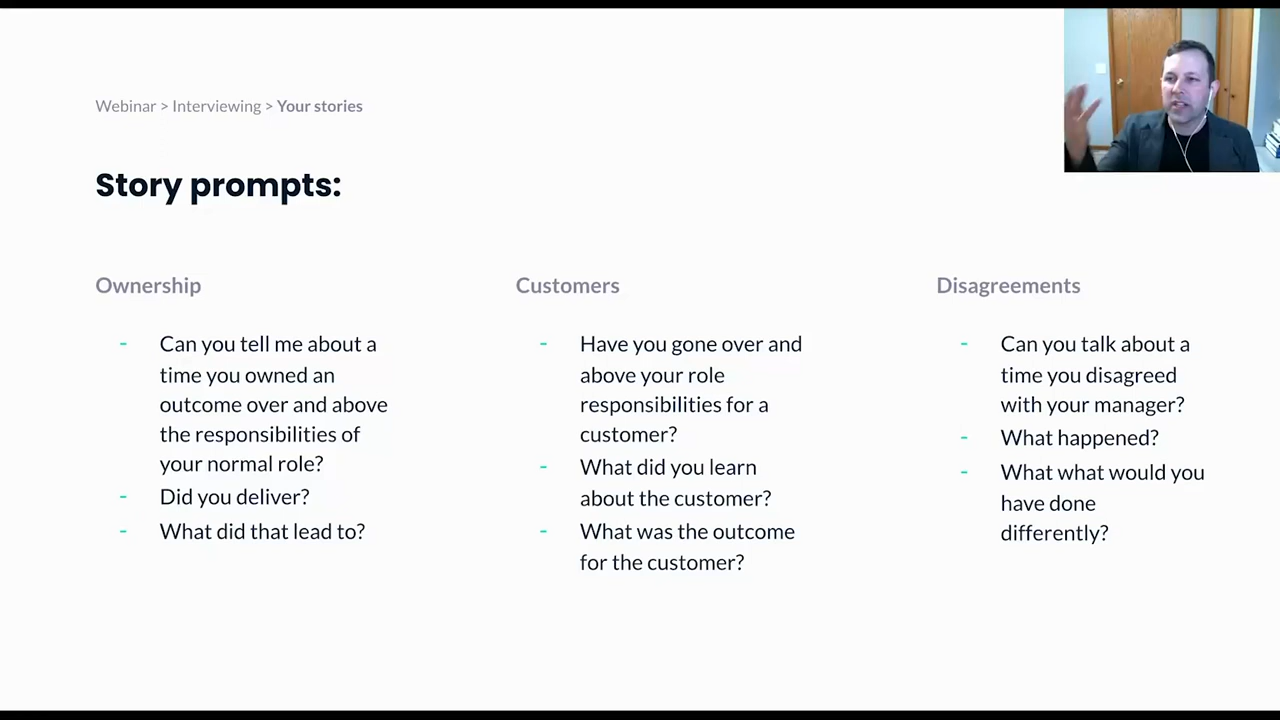 Webinar > Interviewing > Your stories
Story prompts:
Ownership
- Can you tell me about a
time you owned an
outcome over and above
the responsibilities of
your normal role?
- Did you deliver?
- What did that lead to?
Customers
- Have you gone over and
above your role
responsibilities for a
customer?
- What did you learn
about the customer?
- What was the outcome
for the customer?
Disagreements
- Can you talk about a
time you disagreed
with your manager?
- What happened?
- What what would you
have done
differently?